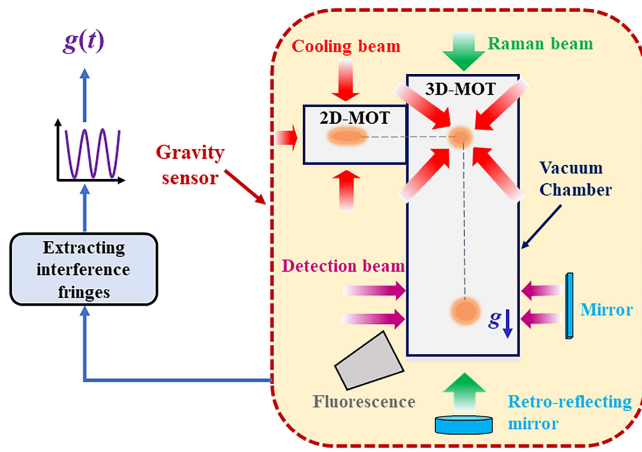 g(t)
Cooling beam
Raman beam
2D-MOT
3D-MOT
Gravity
sensor
Vacuum
Chamber
Extracting
interference
fringes
Detection beam
g
Mirror
Fluorescence
Retro-reflecting
mirror